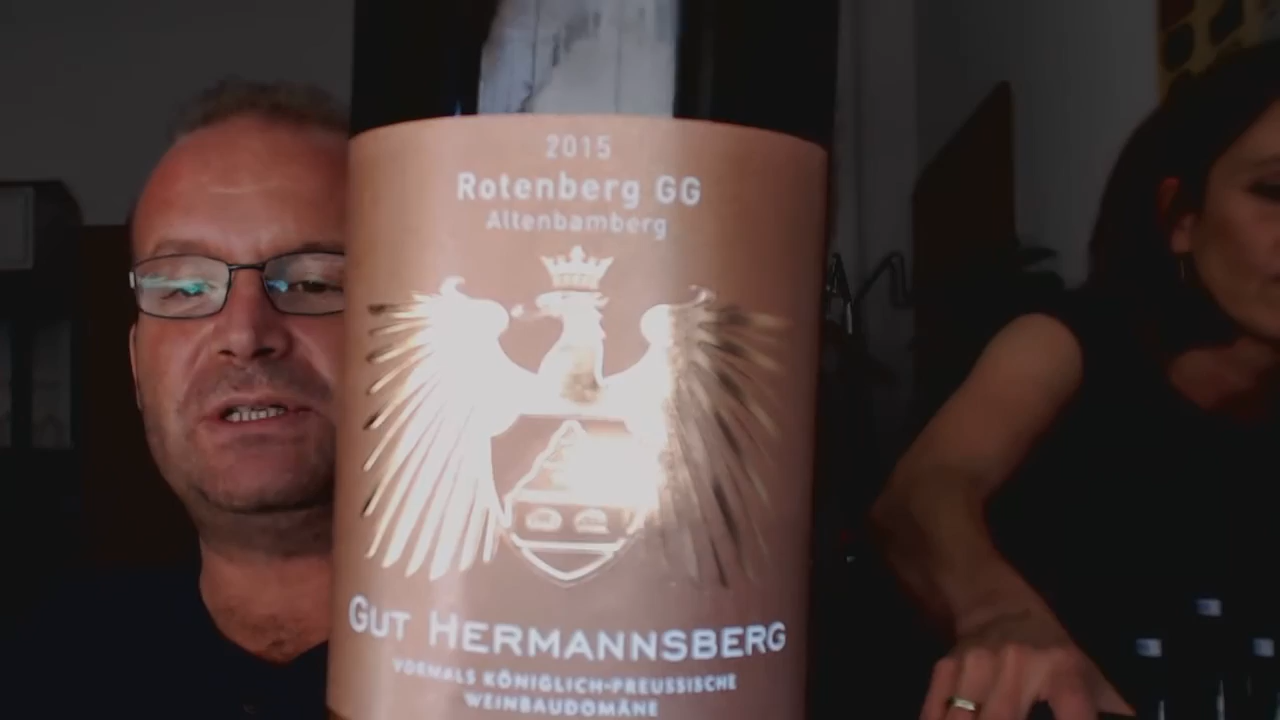 2015
Rotenberg GG
Altenbamberg
GUT HERMANNSBERG
VORMALS KÖNIGLICH-PREUSSISCHE
WEINBAUDOMÄNE